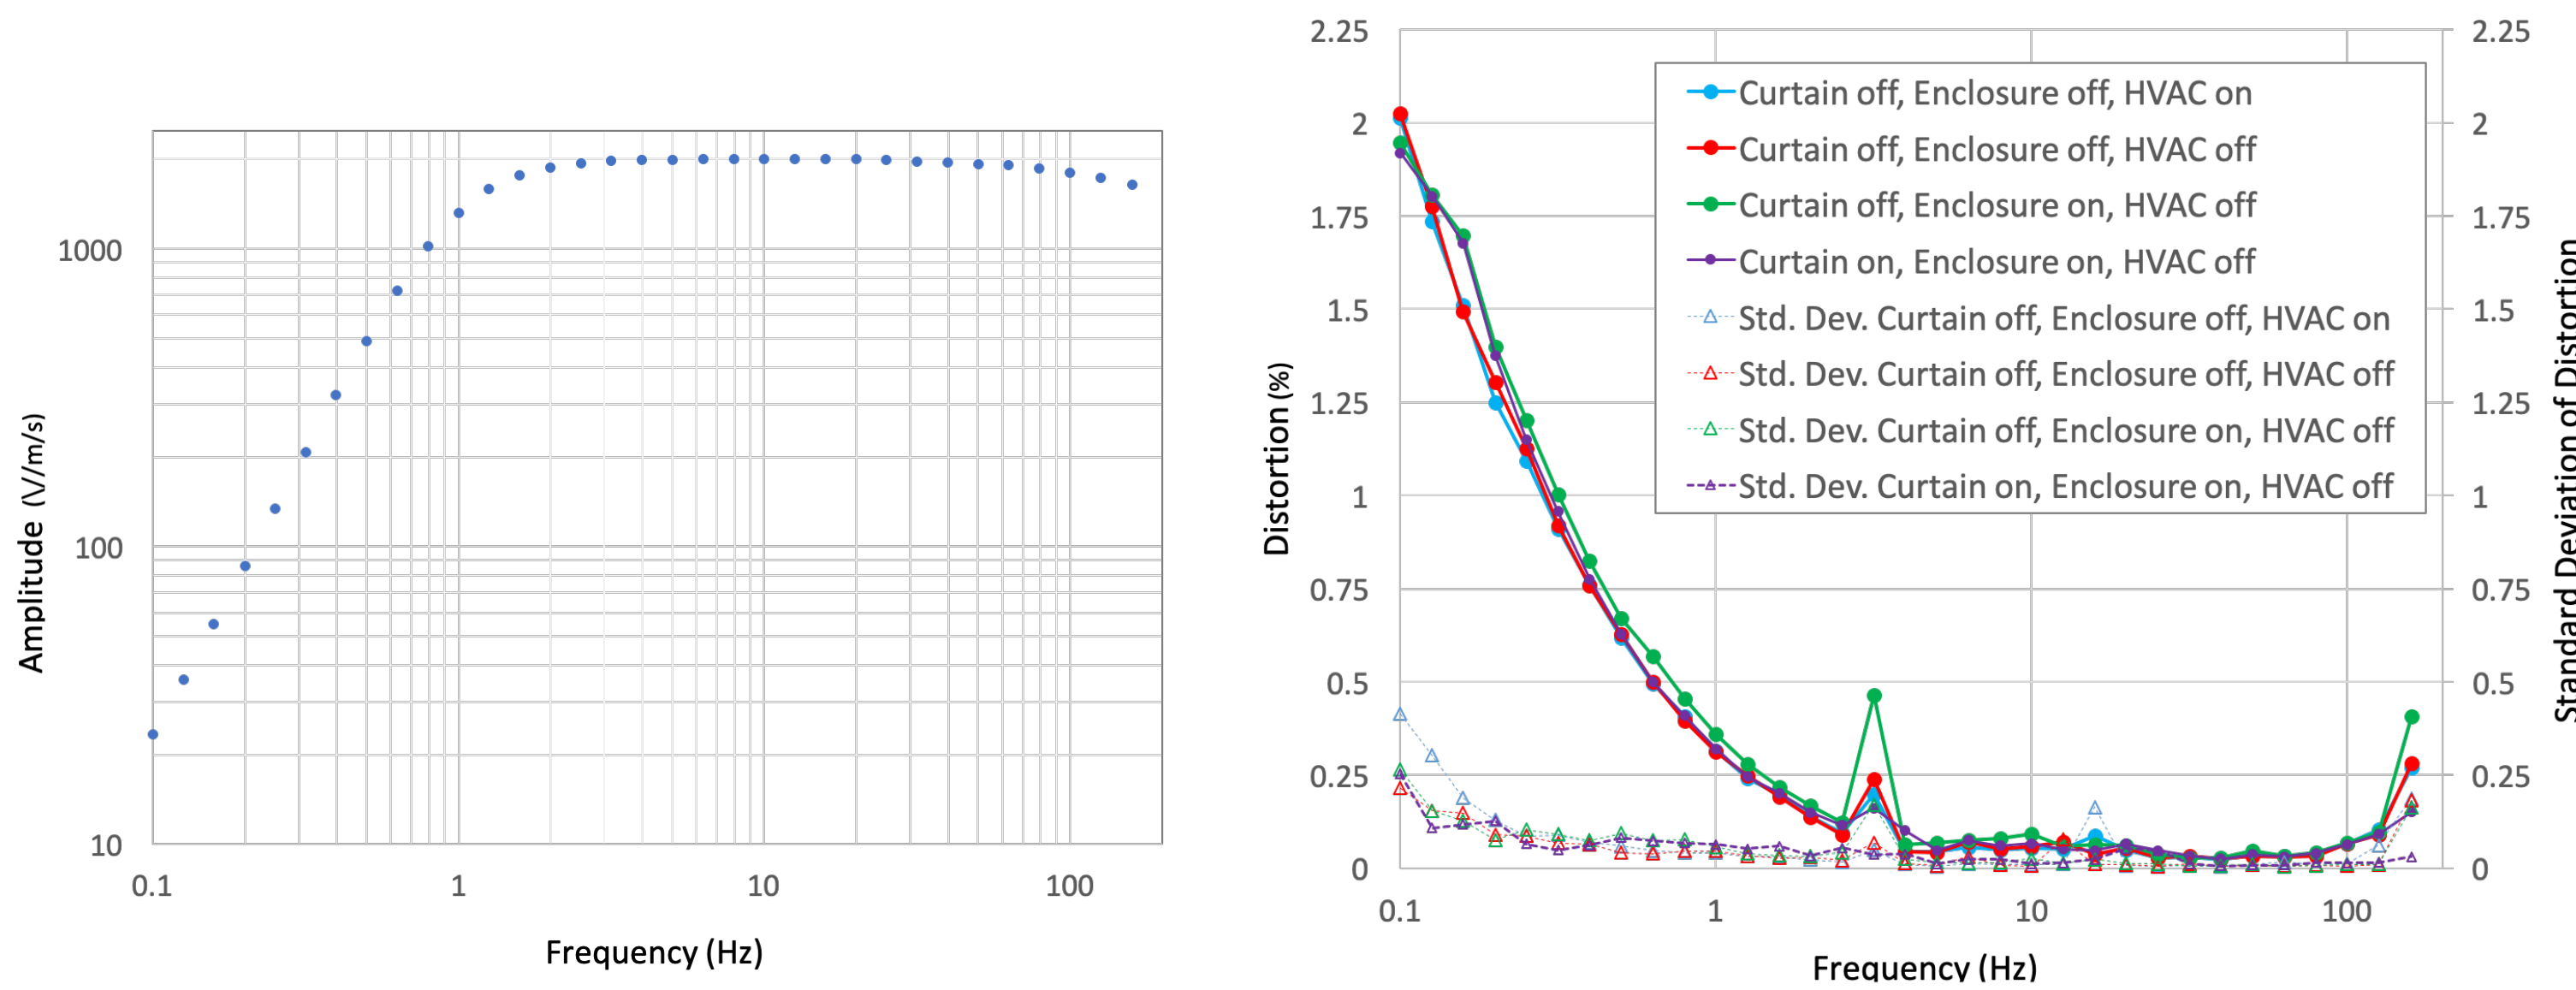 1000
100
10
0.1
1
10
100
Amplitude (V/m/s)
Frequency (Hz)
2.25
2
1.75
1.5
1.25
1
0.75
0.5
0.25
0
Distortion (%)
Curtain off, Enclosure off, HVAC on
Curtain off, Enclosure off, HVAC off
Curtain off, Enclosure on, HVAC off
Curtain on, Enclosure on, HVAC off
Std. Dev. Curtain off, Enclosure off, HVAC on
Std. Dev. Curtain off, Enclosure off, HVAC off
Std. Dev. Curtain off, Enclosure on, HVAC off
Std. Dev. Curtain on, Enclosure on, HVAC off
2.25
2
1.75
1.5
1.25
1
0.75
0.5
0.25
0
Standard Deviation of Distortion
0.1
1
10
100
Frequency (Hz)